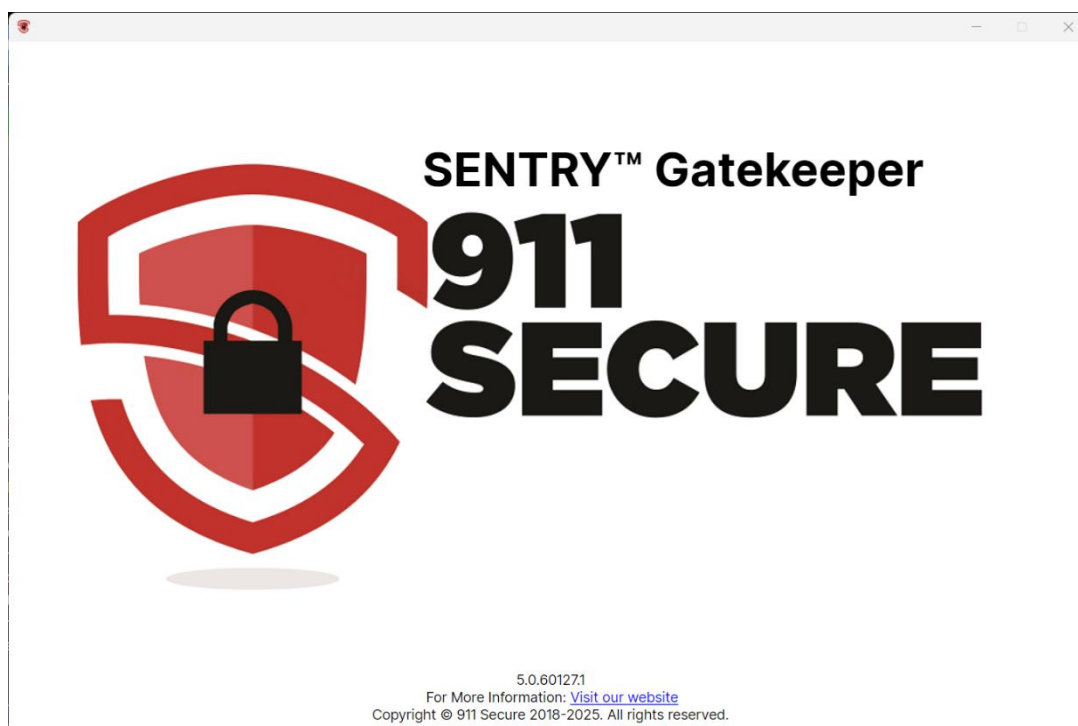 SENTRY™ Gatekeeper
911
SECURE
5.0.60127.1
For More Information: Visit our website
Copyright © 911 Secure 2018-2025. All rights reserved.